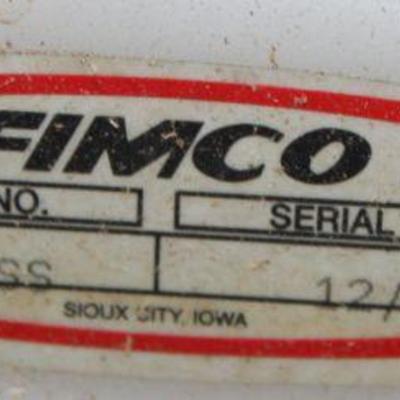 FIMCO
NO. SERIAL
SS 12/
SIOUX CITY, IOWA